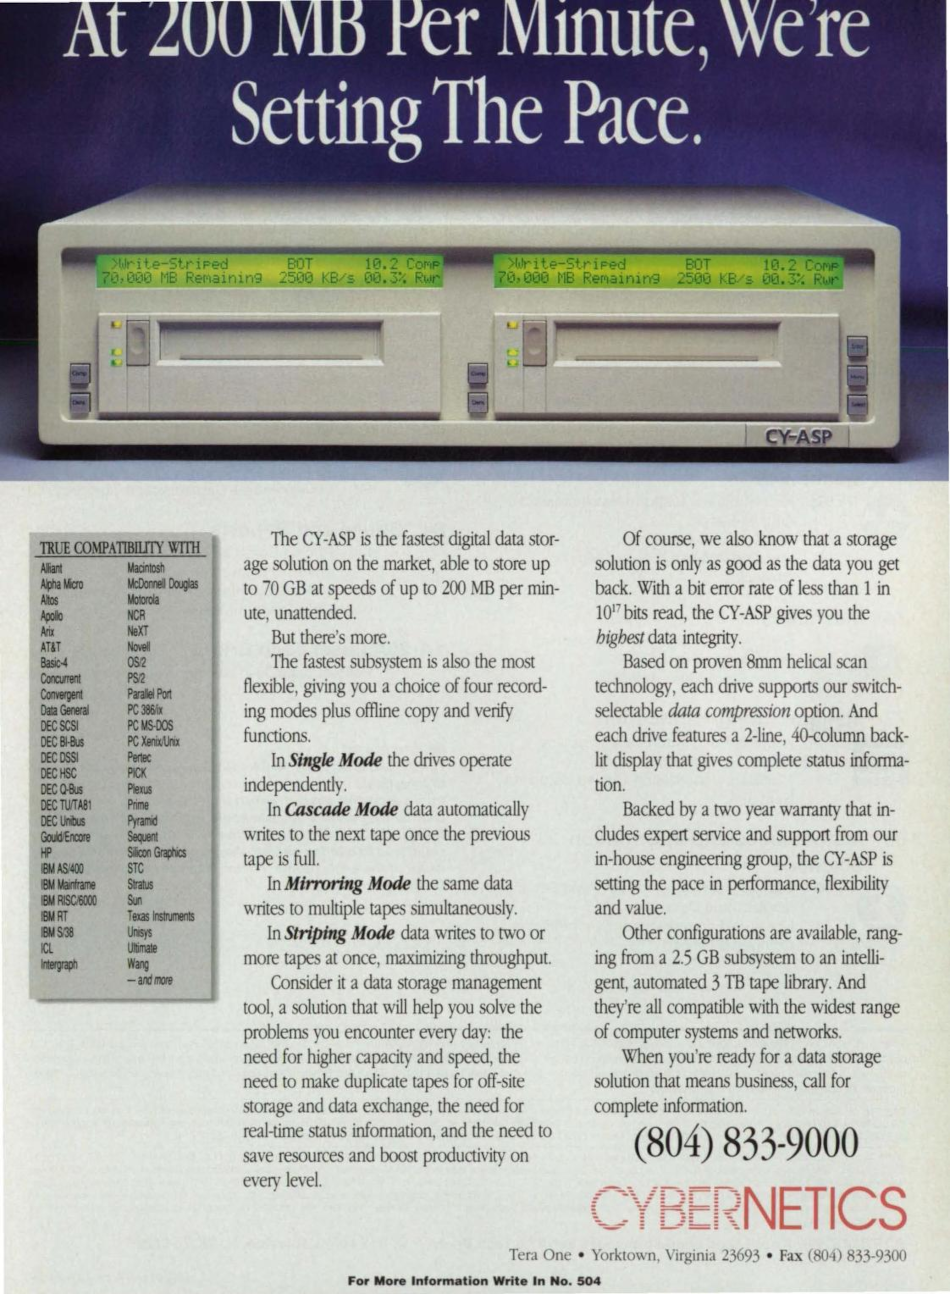 At 200 MB Per Minute, We're
Setting The Pace.
>Write-Striped BOT 10.2 Comp
70,000 MB Remaining 2500 KB/s 00.3% Rwr
>Write-Striped BOT 10.2 Comp
70,000 MB Remaining 2500 KB/s 00.3% Rwr
CY-ASP
TRUE COMPATIBILITY WITH
Alliant
Alpha Micro
Altos
Apollo
Arix
AT&T
Basic-4
Concurrent
Convergent
Data General
DEC SCSI
DEC BI-Bus
DEC DSSI
DEC HSC
DEC Q-Bus
DEC TU/TA81
DEC Unibus
Gould/Encore
HP
IBM AS/400
IBM Mainframe
IBM RISC/6000
IBM RT
IBM S/38
ICL
Intergraph
Macintosh
McDonnell Douglas
Motorola
NCR
NeXT
Novell
OS/2
PS/2
Parallel Port
PC 386/ix
PC MS-DOS
PC Xenix/Unix
Pertec
PICK
Plexus
Prime
Pyramid
Sequent
Silicon Graphics
STC
Stratus
Sun
Texas Instruments
Unisys
Ultimate
Wang
— and more
The CY-ASP is the fastest digital data stor-
age solution on the market, able to store up
to 70 GB at speeds of up to 200 MB per min-
ute, unattended.
But there's more.
The fastest subsystem is also the most
flexible, giving you a choice of four record-
ing modes plus offline copy and verify
functions.
In Single Mode the drives operate
independently.
In Cascade Mode data automatically
writes to the next tape once the previous
tape is full.
In Mirroring Mode the same data
writes to multiple tapes simultaneously.
In Striping Mode data writes to two or
more tapes at once, maximizing throughput.
Consider it a data storage management
tool, a solution that will help you solve the
problems you encounter every day: the
need for higher capacity and speed, the
need to make duplicate tapes for off-site
storage and data exchange, the need for
real-time status information, and the need to
save resources and boost productivity on
every level.
Of course, we also know that a storage
solution is only as good as the data you get
back. With a bit error rate of less than 1 in
10¹⁷ bits read, the CY-ASP gives you the
highest data integrity.
Based on proven 8mm helical scan
technology, each drive supports our switch-
selectable data compression option. And
each drive features a 2-line, 40-column back-
lit display that gives complete status informa-
tion.
Backed by a two year warranty that in-
cludes expert service and support from our
in-house engineering group, the CY-ASP is
setting the pace in performance, flexibility
and value.
Other configurations are available, rang-
ing from a 2.5 GB subsystem to an intelli-
gent, automated 3 TB tape library. And
they're all compatible with the widest range
of computer systems and networks.
When you're ready for a data storage
solution that means business, call for
complete information.
(804) 833-9000
CYBERNETICS
Tera One • Yorktown, Virginia 23693 • Fax (804) 833-9300
For More Information Write In No. 504